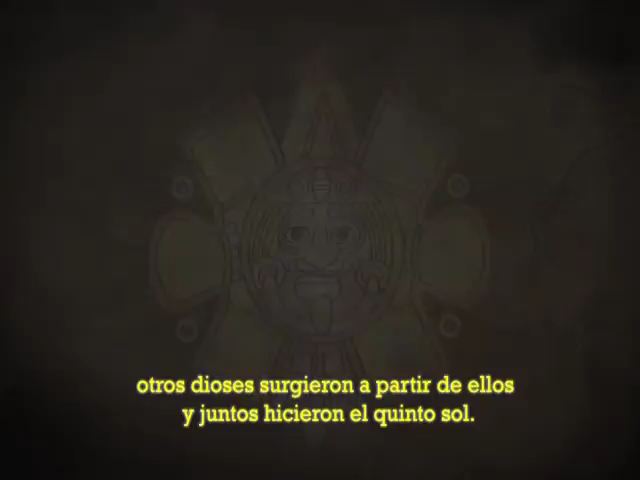 otros dioses surgieron a partir de ellos
y juntos hicieron el quinto sol.